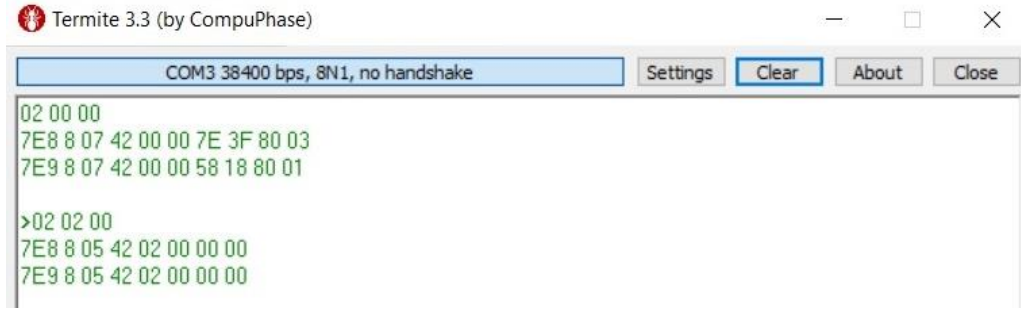 Termite 3.3 (by CompuPhase)
COM3 38400 bps, 8N1, no handshake Settings Clear About Close
02 00 00
7E8 8 07 42 00 00 7E 3F 80 03
7E9 8 07 42 00 00 58 18 80 01
>02 02 00
7E8 8 05 42 02 00 00 00
7E9 8 05 42 02 00 00 00